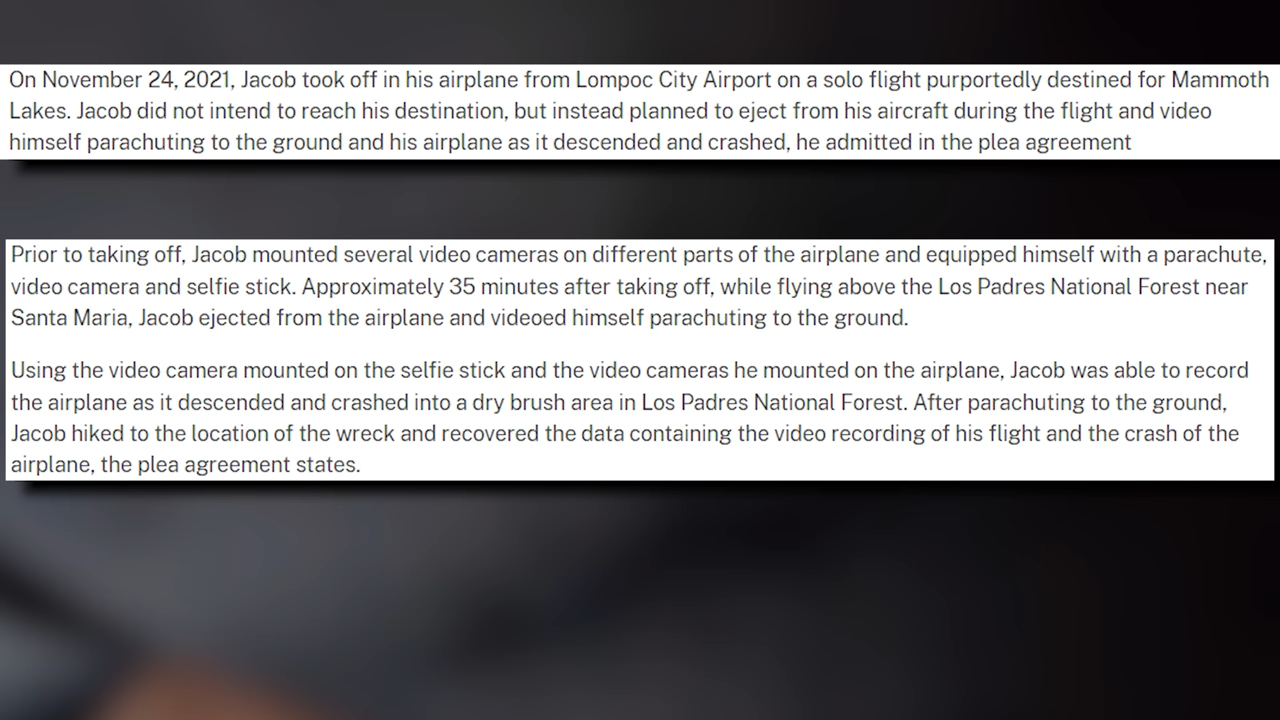 On November 24, 2021, Jacob took off in his airplane from Lompoc City Airport on a solo flight purportedly destined for Mammoth
Lakes. Jacob did not intend to reach his destination, but instead planned to eject from his aircraft during the flight and video
himself parachuting to the ground and his airplane as it descended and crashed, he admitted in the plea agreement
Prior to taking off, Jacob mounted several video cameras on different parts of the airplane and equipped himself with a parachute,
video camera and selfie stick. Approximately 35 minutes after taking off, while flying above the Los Padres National Forest near
Santa Maria, Jacob ejected from the airplane and videoed himself parachuting to the ground.
Using the video camera mounted on the selfie stick and the video cameras he mounted on the airplane, Jacob was able to record
the airplane as it descended and crashed into a dry brush area in Los Padres National Forest. After parachuting to the ground,
Jacob hiked to the location of the wreck and recovered the data containing the video recording of his flight and the crash of the
airplane, the plea agreement states.